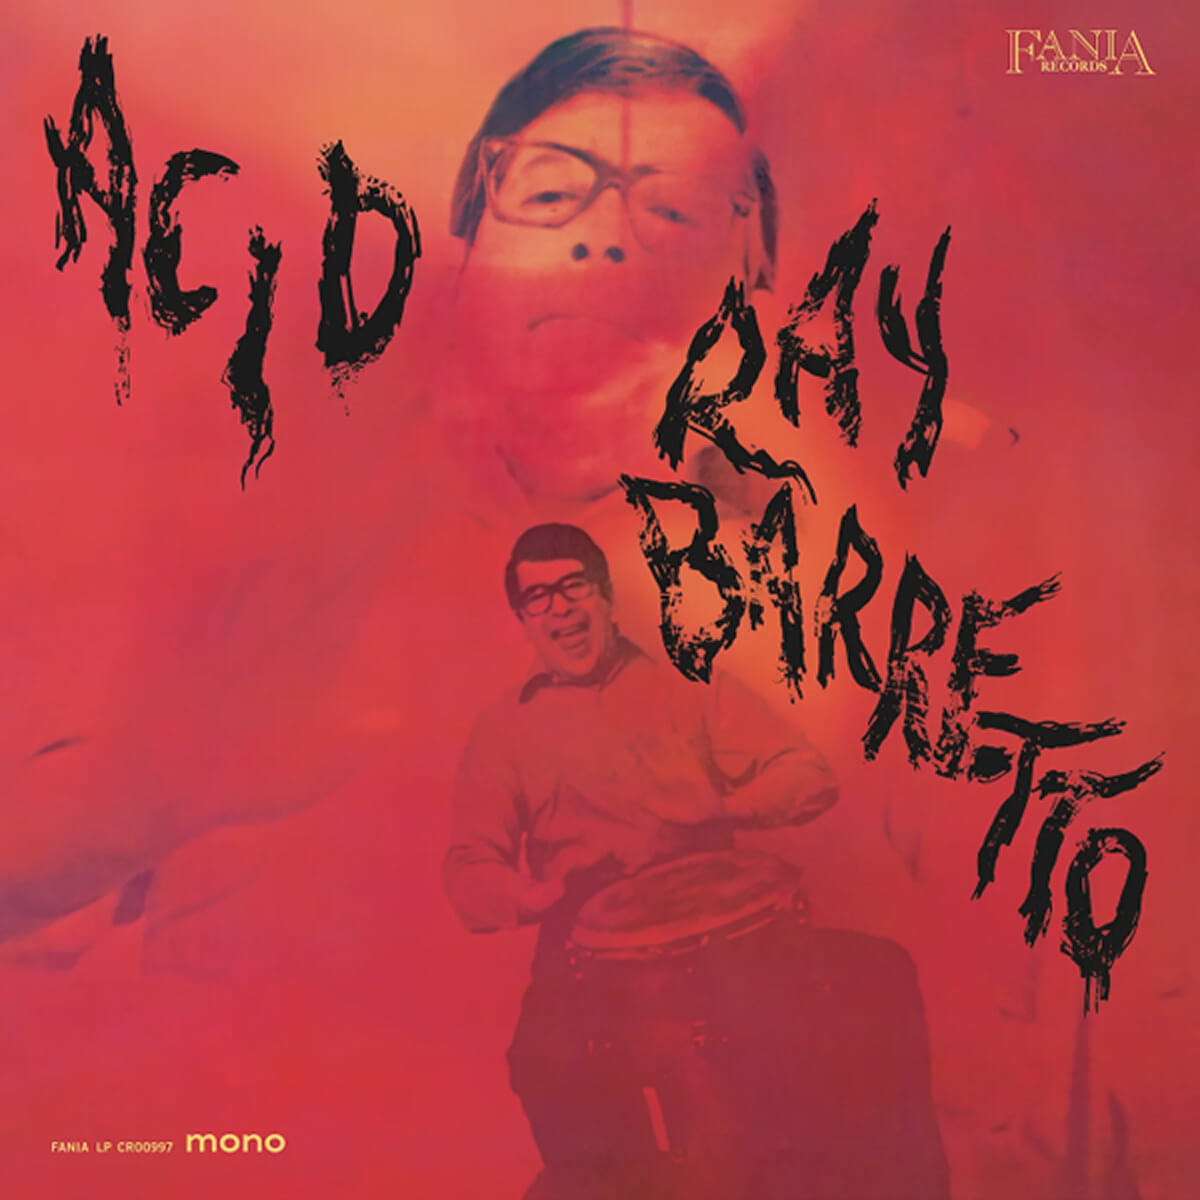 ACID
RAY
BARRETTO
FANIA
RECORDS
FANIA LP CR00997 mono